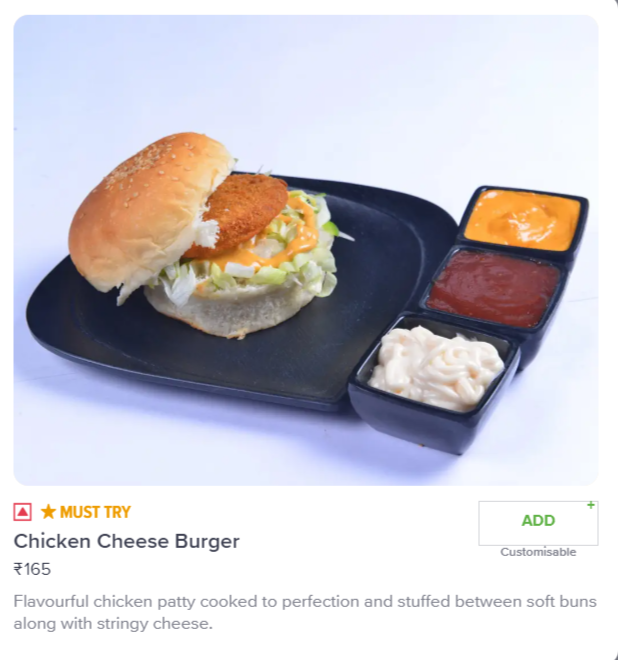 MUST TRY
Chicken Cheese Burger
₹165
ADD
+
Customisable
Flavourful chicken patty cooked to perfection and stuffed between soft buns
along with stringy cheese.